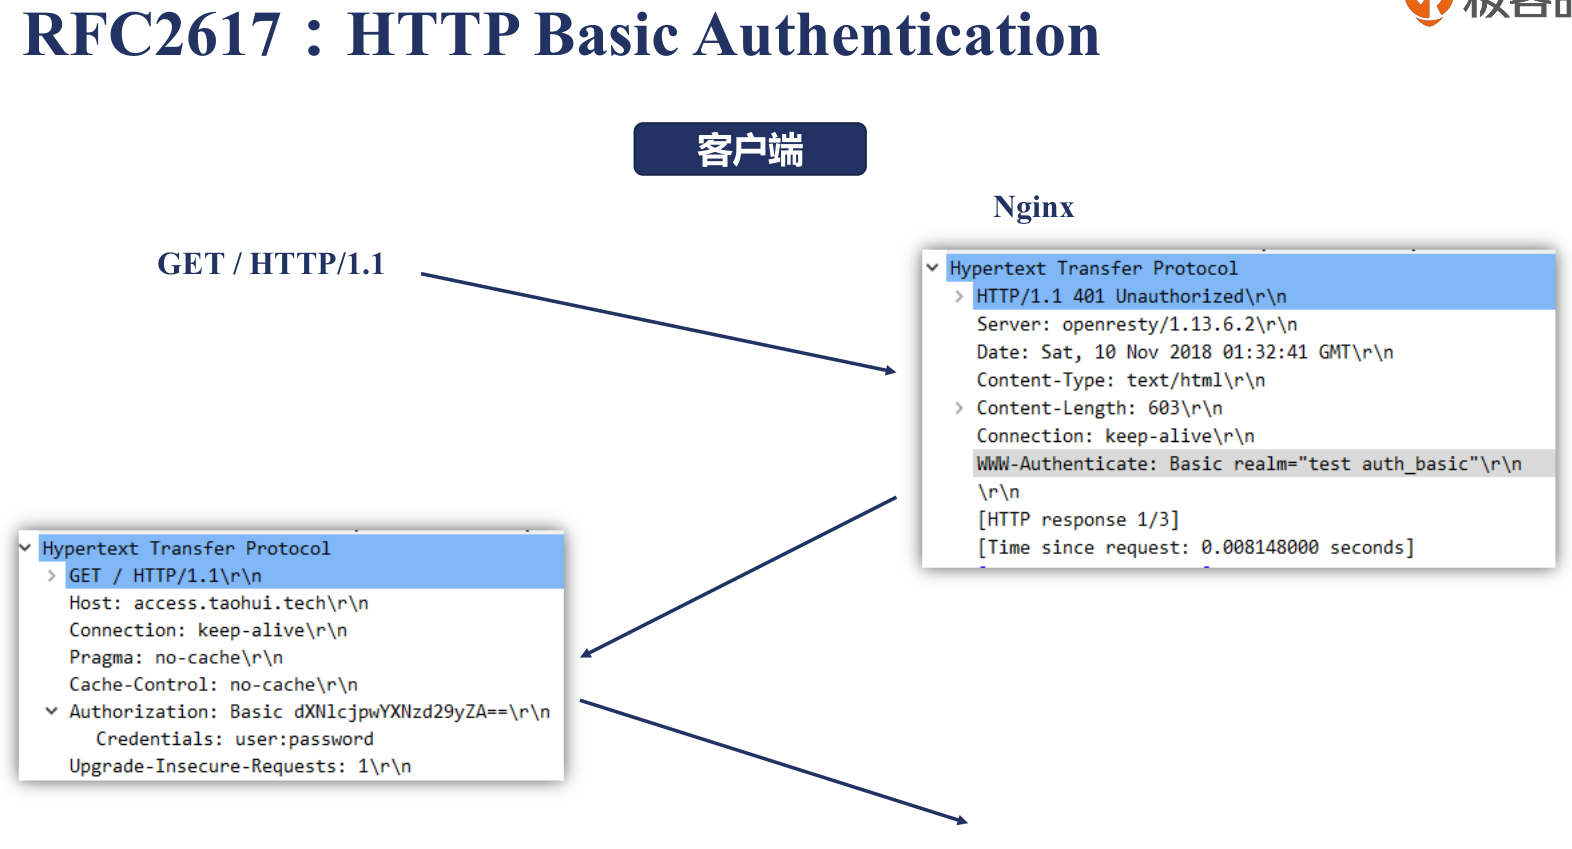 RFC2617：HTTP Basic Authentication
客户端
Nginx
GET / HTTP/1.1
Hypertext Transfer Protocol
HTTP/1.1 401 Unauthorized\r\n
Server: openresty/1.13.6.2\r\n
Date: Sat, 10 Nov 2018 01:32:41 GMT\r\n
Content-Type: text/html\r\n
Content-Length: 603\r\n
Connection: keep-alive\r\n
WWW-Authenticate: Basic realm="test auth_basic"\r\n
\r\n
[HTTP response 1/3]
[Time since request: 0.008148000 seconds]
Hypertext Transfer Protocol
GET / HTTP/1.1\r\n
Host: access.taohui.tech\r\n
Connection: keep-alive\r\n
Pragma: no-cache\r\n
Cache-Control: no-cache\r\n
Authorization: Basic dXNlcjpwYXNzd29yZA==\r\n
Credentials: user:password
Upgrade-Insecure-Requests: 1\r\n